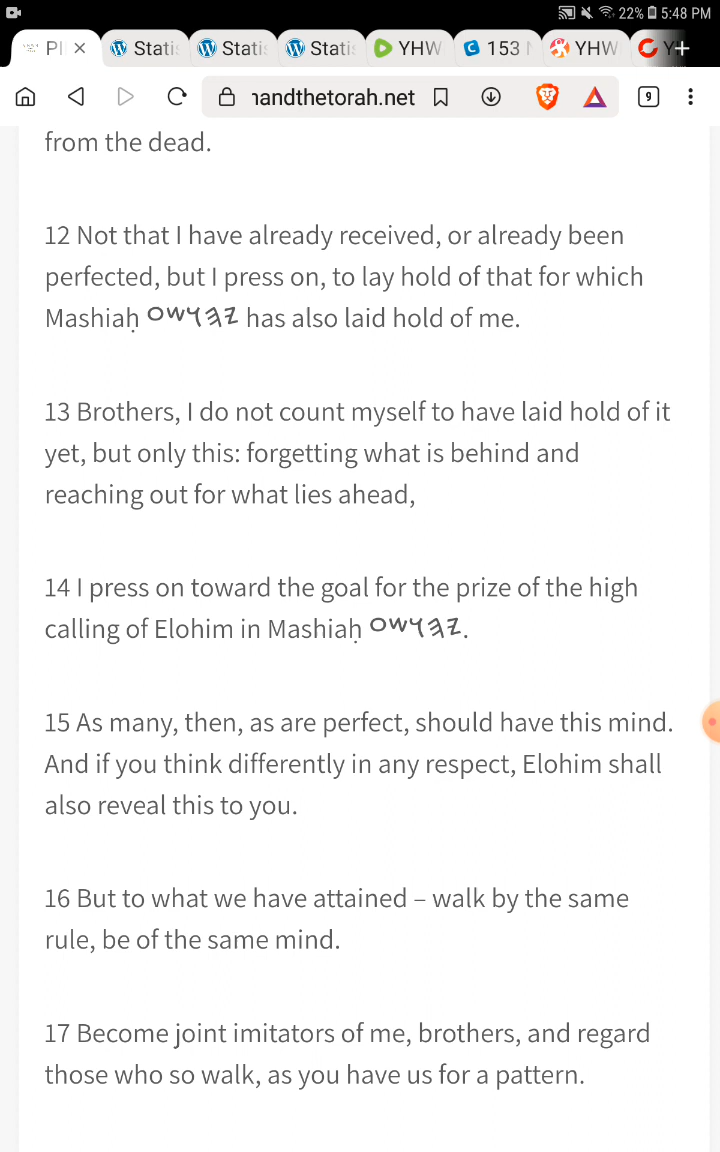 22% 5:48 PM
Stati Stati Stati YHW 153 YHW
handthetorah.net 9
from the dead.
12 Not that I have already received, or already been
perfected, but I press on, to lay hold of that for which
Mashiaḥ 𐤉𐤄𐤅𐤔𐤏 has also laid hold of me.
13 Brothers, I do not count myself to have laid hold of it
yet, but only this: forgetting what is behind and
reaching out for what lies ahead,
14 I press on toward the goal for the prize of the high
calling of Elohim in Mashiaḥ 𐤉𐤄𐤅𐤔𐤏.
15 As many, then, as are perfect, should have this mind.
And if you think differently in any respect, Elohim shall
also reveal this to you.
16 But to what we have attained – walk by the same
rule, be of the same mind.
17 Become joint imitators of me, brothers, and regard
those who so walk, as you have us for a pattern.